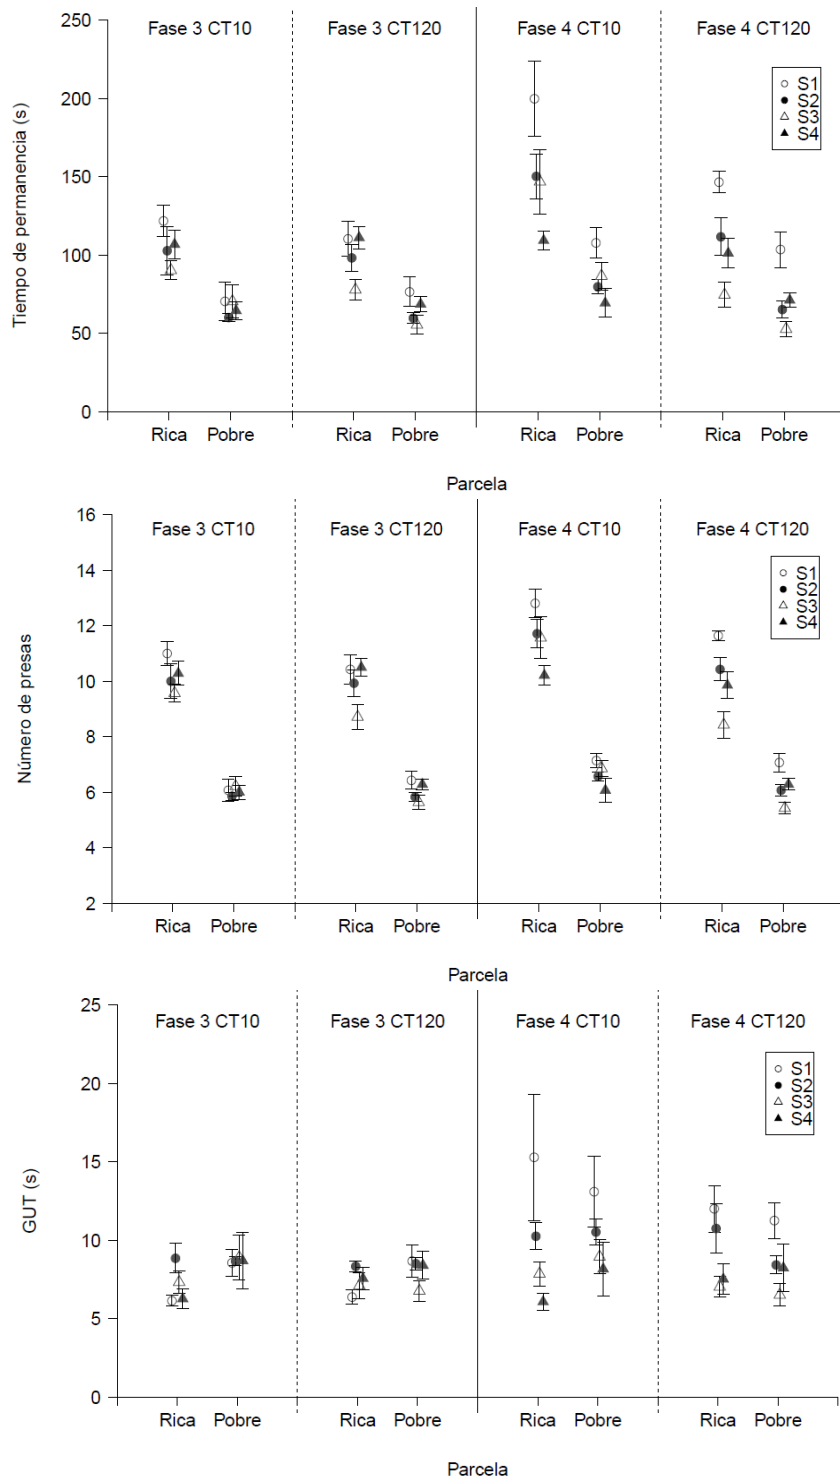 Fase 3 CT10 Fase 3 CT120 Fase 4 CT10 Fase 4 CT120
S1
S2
S3
S4
Tiempo de permanencia (s)
250
200
150
100
50
0
Rica Pobre Rica Pobre Rica Pobre Rica Pobre
Parcela
Fase 3 CT10 Fase 3 CT120 Fase 4 CT10 Fase 4 CT120
S1
S2
S3
S4
Número de presas
16
14
12
10
8
6
4
2
Rica Pobre Rica Pobre Rica Pobre Rica Pobre
Parcela
Fase 3 CT10 Fase 3 CT120 Fase 4 CT10 Fase 4 CT120
S1
S2
S3
S4
GUT (s)
25
20
15
10
5
0
Rica Pobre Rica Pobre Rica Pobre Rica Pobre
Parcela